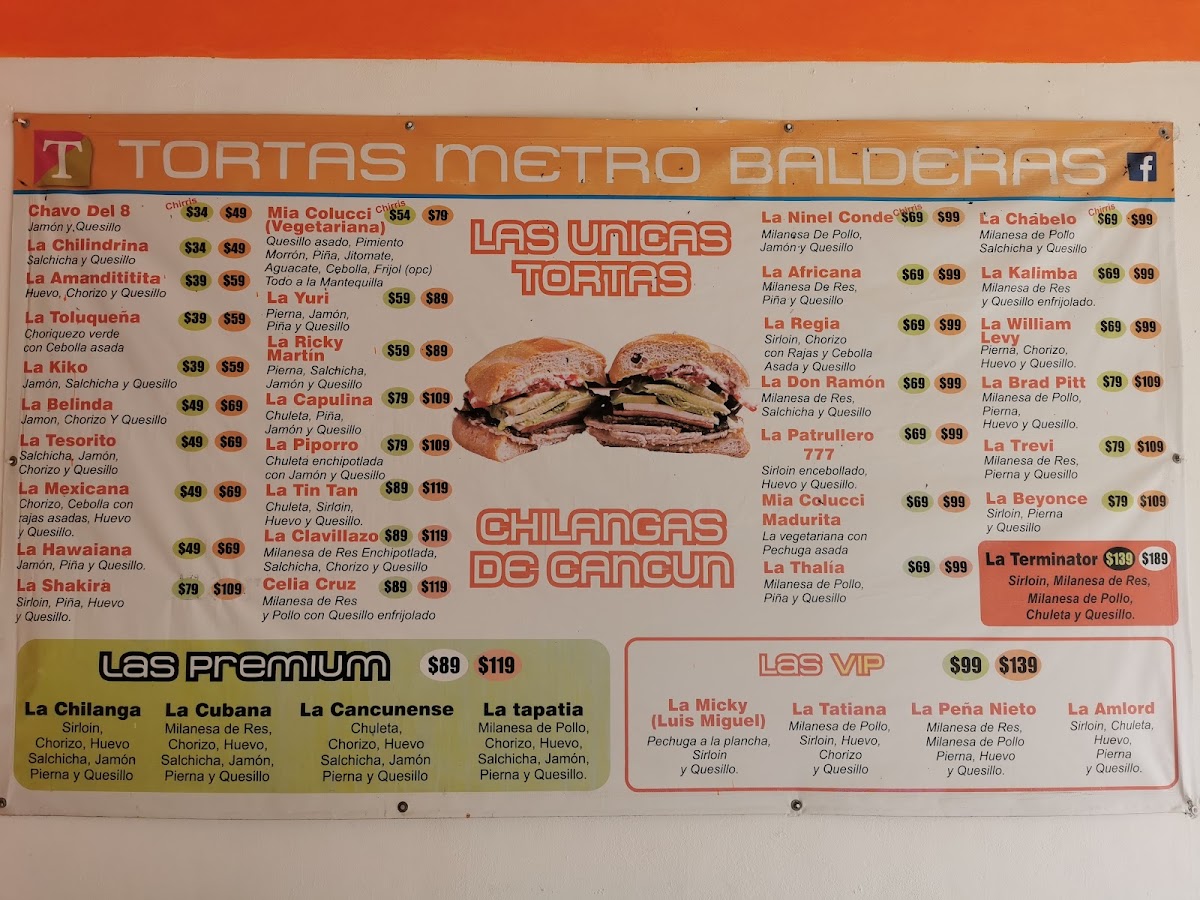 T TORTAS METRO BALDERAS f
Chirris
Chavo Del 8 $34 $49
Jamón y Quesillo
La Chilindrina $34 $49
Salchicha y Quesillo
La Amandititita $39 $59
Huevo, Chorizo y Quesillo
La Toluqueña $39 $59
Choriquezo verde
con Cebolla asada
La Kiko $39 $59
Jamón, Salchicha y Quesillo
La Belinda $49 $69
Jamon, Chorizo Y Quesillo
La Tesorito $49 $69
Salchicha, Jamón,
Chorizo y Quesillo
La Mexicana $49 $69
Chorizo, Cebolla con
rajas asadas, Huevo
y Quesillo.
La Hawaiana $49 $69
Jamón, Piña y Quesillo.
La Shakira $79 $109
Sirloin, Piña, Huevo
y Quesillo.
Chirris
Mia Colucci $54 $79
(Vegetariana)
Quesillo asado, Pimiento
Morrón, Piña, Jitomate,
Aguacate, Cebolla, Frijol (opc)
Todo a la Mantequilla
La Yuri $59 $89
Pierna, Jamón,
Piña y Quesillo
La Ricky $59 $89
Martín
Pierna, Salchicha,
Jamón y Quesillo
La Capulina $79 $109
Chuleta, Piña,
Jamón y Quesillo
La Piporro $79 $109
Chuleta enchipotlada
con Jamón y Quesillo
La Tin Tan $89 $119
Chuleta, Sirloin,
Huevo y Quesillo.
La Clavillazo $89 $119
Milanesa de Res Enchipotlada,
Salchicha, Chorizo y Quesillo
Celia Cruz $89 $119
Milanesa de Res
y Pollo con Quesillo enfrijolado
LAS UNICAS
TORTAS
CHILANGAS
DE CANCUN
Chirris
La Ninel Conde $69 $99
Milanesa De Pollo,
Jamón y Quesillo
La Africana $69 $99
Milanesa De Res,
Piña y Quesillo
La Regia $69 $99
Sirloin, Chorizo
con Rajas y Cebolla
Asada y Quesillo
La Don Ramón $69 $99
Milanesa de Res,
Salchicha y Quesillo
La Patrullero $69 $99
777
Sirloin encebollado,
Huevo y Quesillo
Mia Colucci $69 $99
Madurita
La vegetariana con
Pechuga asada
La Thalía $69 $99
Milanesa de Pollo,
Piña y Quesillo
Chirris
La Chábelo $69 $99
Milanesa de Pollo
Salchicha y Quesillo
La Kalimba $69 $99
Milanesa de Res
y Quesillo enfrijolado.
La William $69 $99
Levy
Pierna, Chorizo,
Huevo y Quesillo.
La Brad Pitt $79 $109
Milanesa de Pollo,
Pierna,
Huevo y Quesillo.
La Trevi $79 $109
Milanesa de Res,
Pierna y Quesillo
La Beyonce $79 $109
Sirloin, Pierna
y Quesillo
La Terminator $139 $189
Sirloin, Milanesa de Res,
Milanesa de Pollo,
Chuleta y Quesillo.
Las Premium $89 $119
La Chilanga
Sirloin,
Chorizo, Huevo
Salchicha, Jamón
Pierna y Quesillo
La Cubana
Milanesa de Res,
Chorizo, Huevo,
Salchicha, Jamón,
Pierna y Quesillo
La Cancunense
Chuleta,
Chorizo, Huevo
Salchicha, Jamón
Pierna y Quesillo
La tapatia
Milanesa de Pollo,
Chorizo, Huevo,
Salchicha, Jamón,
Pierna y Quesillo.
Las VIP $99 $139
La Micky
(Luis Miguel)
Pechuga a la plancha,
Sirloin
y Quesillo.
La Tatiana
Milanesa de Pollo,
Sirloin, Huevo,
Chorizo
y Quesillo
La Peña Nieto
Milanesa de Res,
Milanesa de Pollo
Pierna, Huevo
y Quesillo.
La Amlord
Sirloin, Chuleta,
Huevo,
Pierna
y Quesillo.